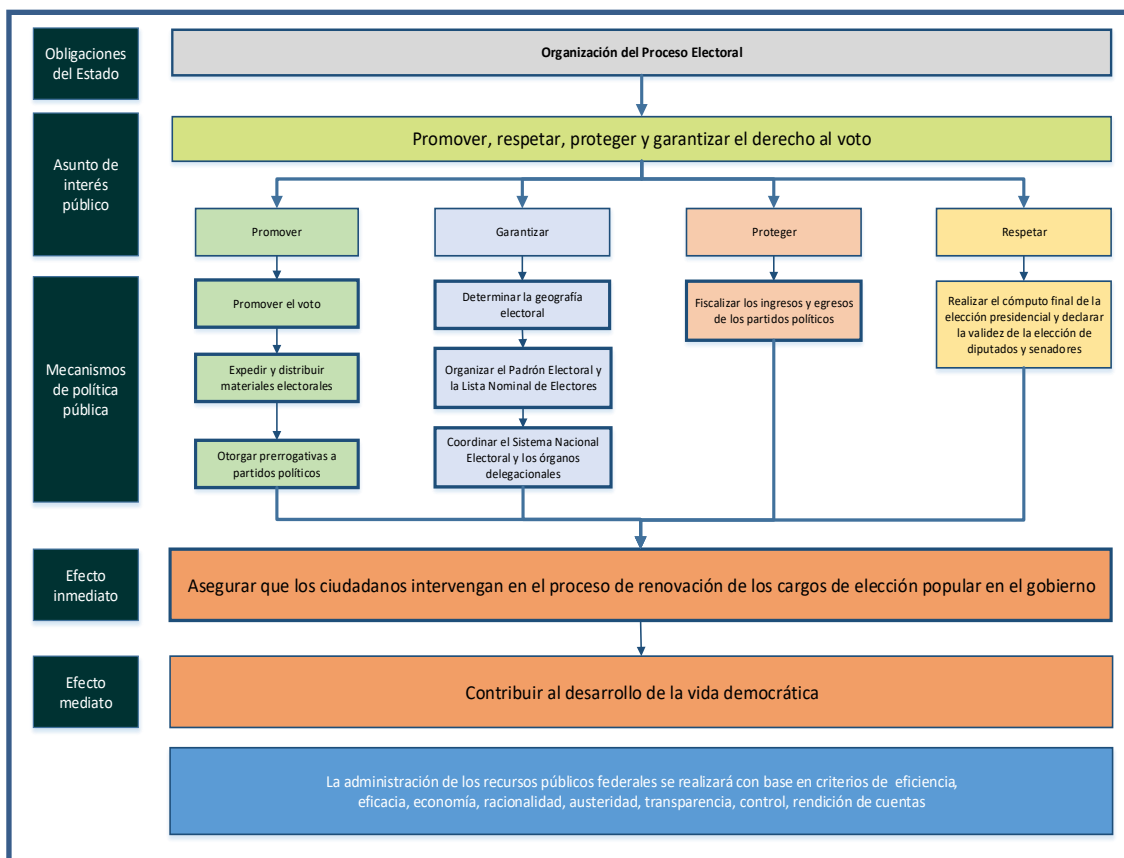 Obligaciones
del Estado
Organización del Proceso Electoral
Asunto de
interés
público
Promover, respetar, proteger y garantizar el derecho al voto
Promover
Garantizar
Proteger
Respetar
Mecanismos
de política
pública
Promover el voto
Expedir y distribuir
materiales electorales
Otorgar prerrogativas a
partidos políticos
Determinar la geografía
electoral
Organizar el Padrón Electoral y
la Lista Nominal de Electores
Coordinar el Sistema Nacional
Electoral y los órganos
delegacionales
Fiscalizar los ingresos y egresos
de los partidos políticos
Realizar el cómputo final de la
elección presidencial y declarar
la validez de la elección de
diputados y senadores
Efecto
inmediato
Asegurar que los ciudadanos intervengan en el proceso de renovación de los cargos de elección popular en el gobierno
Efecto
mediato
Contribuir al desarrollo de la vida democrática
La administración de los recursos públicos federales se realizará con base en criterios de eficiencia,
eficacia, economía, racionalidad, austeridad, transparencia, control, rendición de cuentas